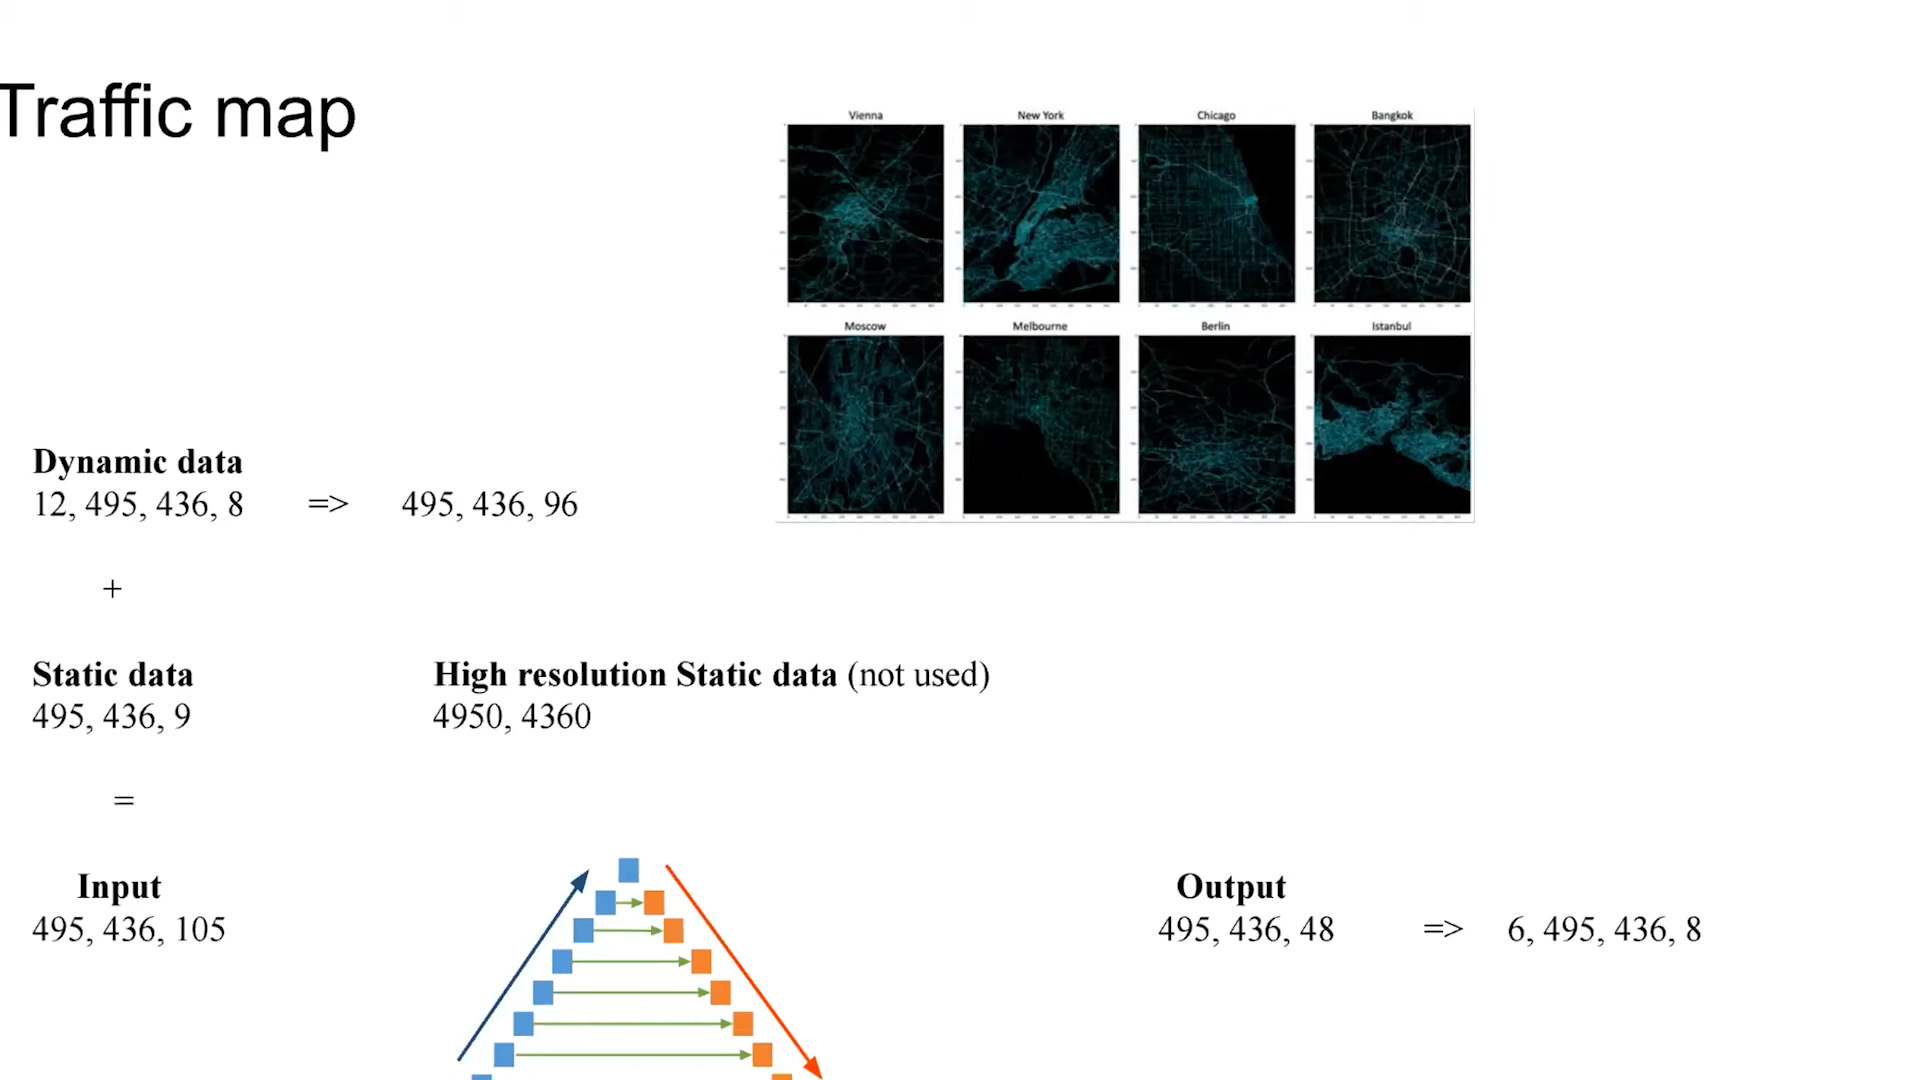 Traffic map
Vienna
New York
Chicago
Bangkok
Moscow
Melbourne
Berlin
Istanbul
Dynamic data
12, 495, 436, 8 => 495, 436, 96
+
Static data
495, 436, 9
High resolution Static data (not used)
4950, 4360
=
Input
495, 436, 105
Output
495, 436, 48 => 6, 495, 436, 8